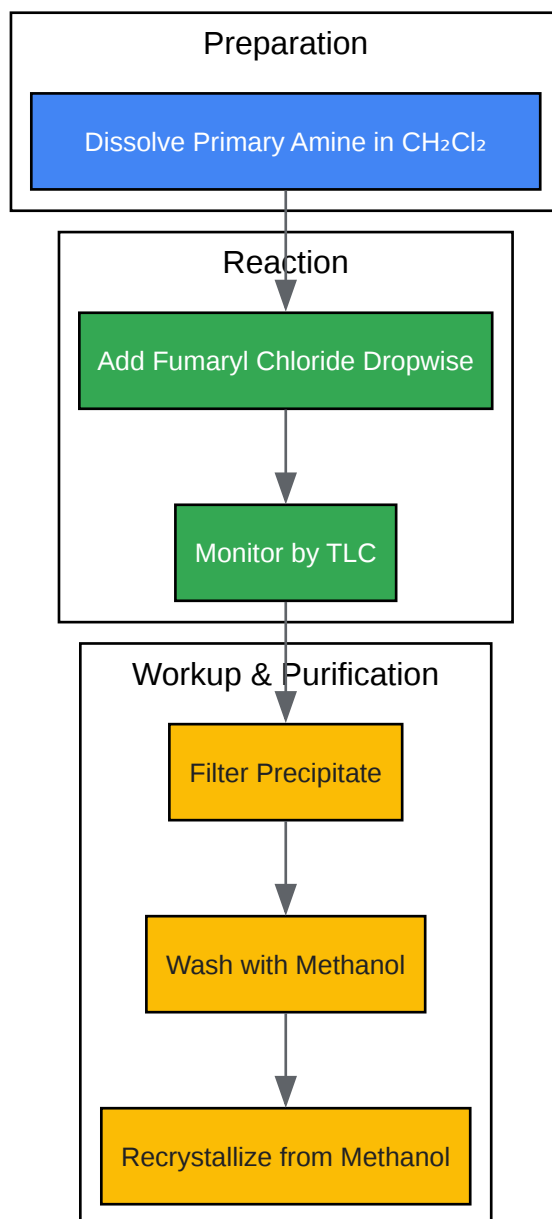 Preparation
Dissolve Primary Amine in CH₂Cl₂
Reaction
Add Fumaryl Chloride Dropwise
Monitor by TLC
Workup & Purification
Filter Precipitate
Wash with Methanol
Recrystallize from Methanol